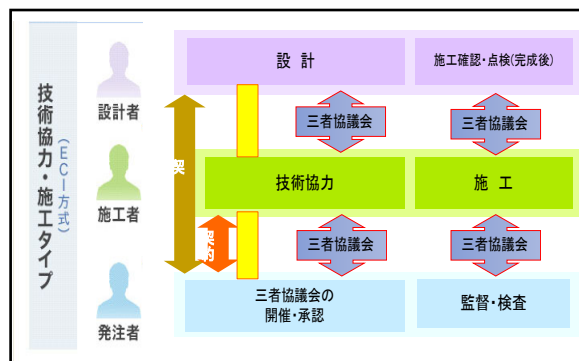 技術協力・施工タイプ
(ECI方式)
設計者
施工者
発注者
設 計
施工確認・点検(完成後)
三者協議会
三者協議会
契
技術協力
施 工
契約
三者協議会
三者協議会
三者協議会の
開催・承認
監督・検査